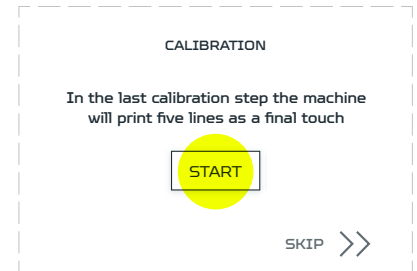 CALIBRATION
In the last calibration step the machine
will print five lines as a final touch
START
SKIP